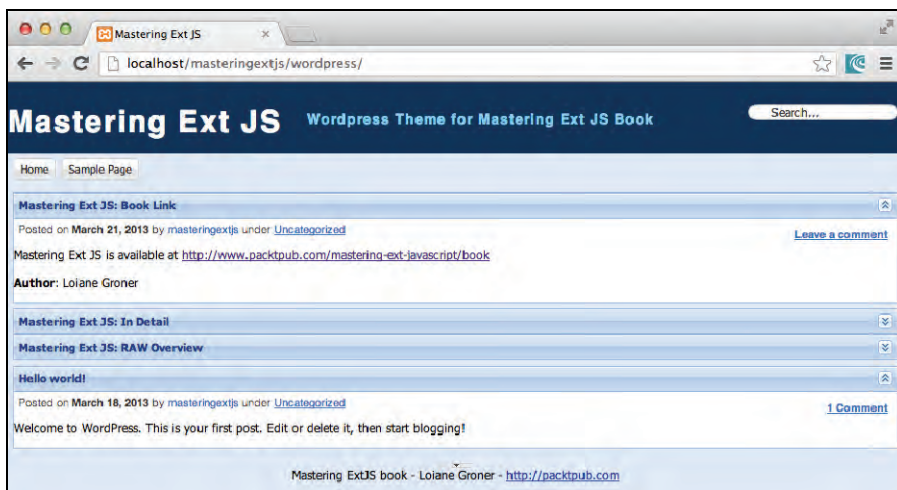 Mastering Ext JS
localhost/masteringextjs/wordpress/
Mastering Ext JS Wordpress Theme for Mastering Ext JS Book Search...
Home Sample Page
Mastering Ext JS: Book Link
Posted on March 21, 2013 by masteringextjs under Uncategorized Leave a comment
Mastering Ext JS is available at http://www.packtpub.com/mastering-ext-javascript/book
Author: Loiane Groner
Mastering Ext JS: In Detail
Mastering Ext JS: RAW Overview
Hello world!
Posted on March 18, 2013 by masteringextjs under Uncategorized 1 Comment
Welcome to WordPress. This is your first post. Edit or delete it, then start blogging!
Mastering ExtJS book - Loiane Groner - http://packtpub.com